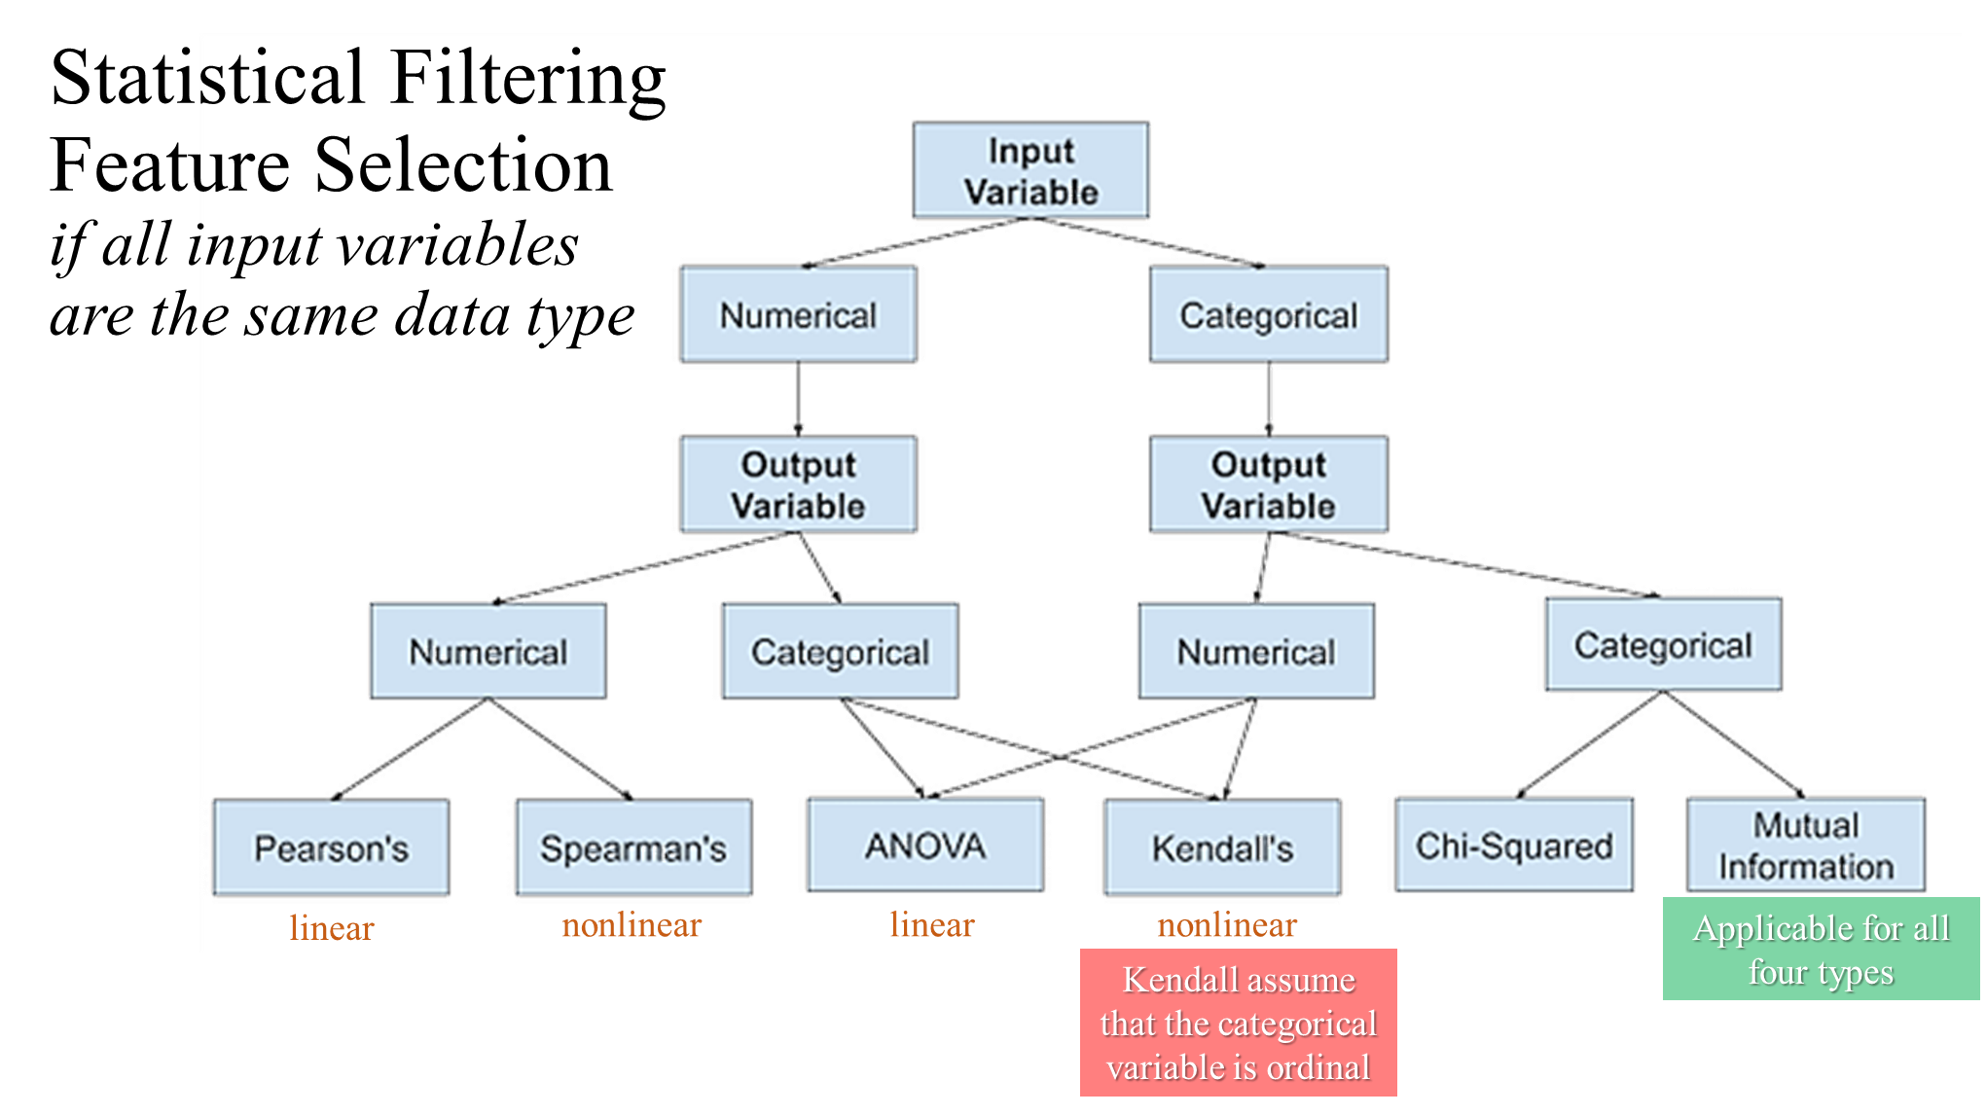 Statistical Filtering
Feature Selection
if all input variables
are the same data type
Input
Variable
Numerical
Categorical
Output
Variable
Output
Variable
Numerical
Categorical
Numerical
Categorical
Pearson's
Spearman's
ANOVA
Kendall's
Chi-Squared
Mutual
Information
linear
nonlinear
linear
nonlinear
Kendall assume
that the categorical
variable is ordinal
Applicable for all
four types